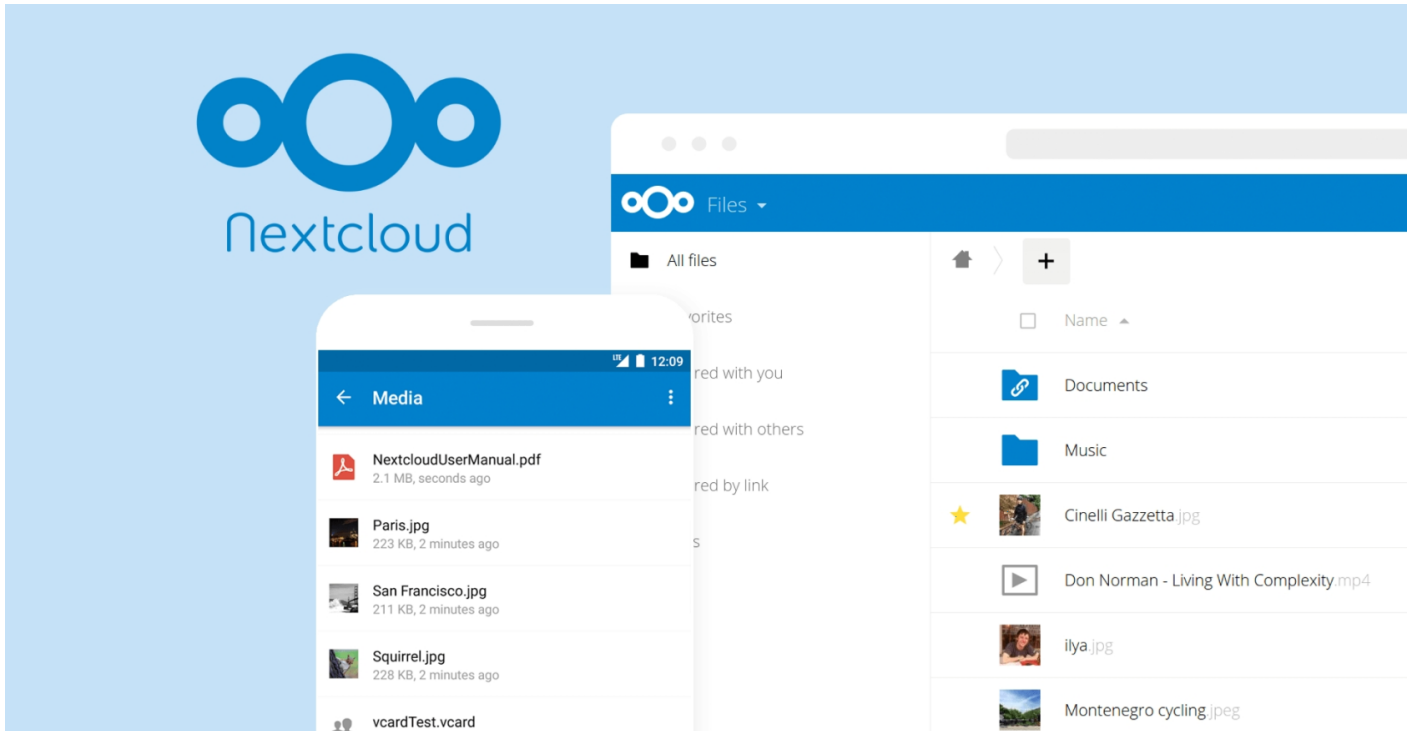 Nextcloud
Files
All files
red with you
red with others
red by link
Name
Documents
Music
Cinelli Gazzetta.jpg
Don Norman - Living With Complexity.mp4
ilya.jpg
Montenegro cycling.jpeg
LTE 12:09
Media
NextcloudUserManual.pdf
2.1 MB, seconds ago
Paris.jpg
223 KB, 2 minutes ago
San Francisco.jpg
211 KB, 2 minutes ago
Squirrel.jpg
228 KB, 2 minutes ago
vcardTest.vcard